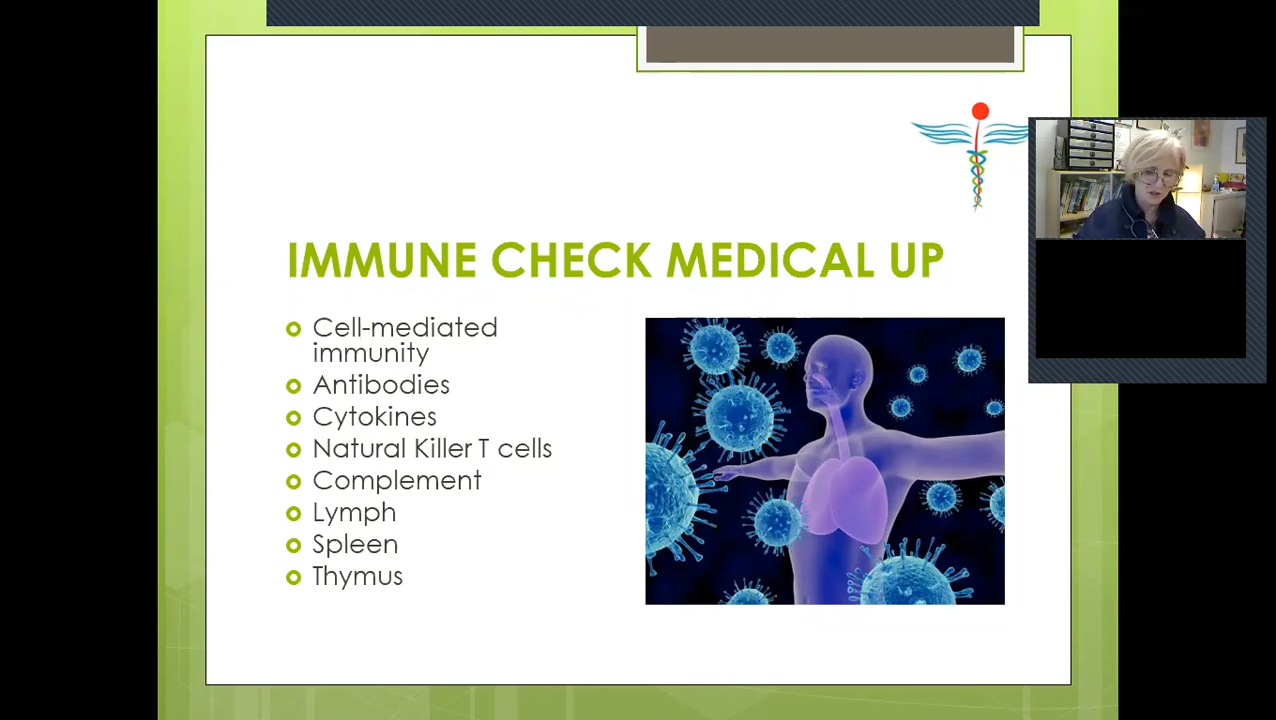 IMMUNE CHECK MEDICAL UP
Cell-mediated
immunity
Antibodies
Cytokines
Natural Killer T cells
Complement
Lymph
Spleen
Thymus